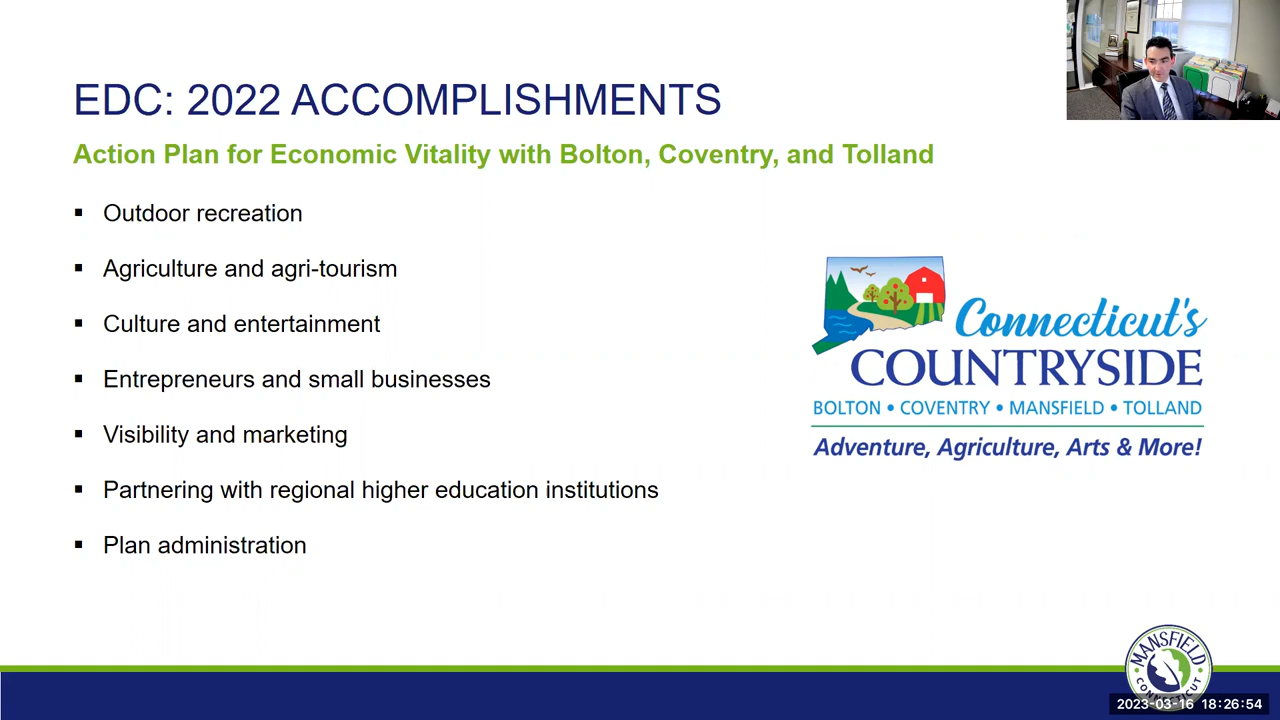 EDC: 2022 ACCOMPLISHMENTS
Action Plan for Economic Vitality with Bolton, Coventry, and Tolland
▪ Outdoor recreation
▪ Agriculture and agri-tourism
▪ Culture and entertainment
▪ Entrepreneurs and small businesses
▪ Visibility and marketing
▪ Partnering with regional higher education institutions
▪ Plan administration
Connecticut's
COUNTRYSIDE
BOLTON • COVENTRY • MANSFIELD • TOLLAND
Adventure, Agriculture, Arts & More!
MANSFIELD
CONNECTICUT
2023-03-16 18:26:54